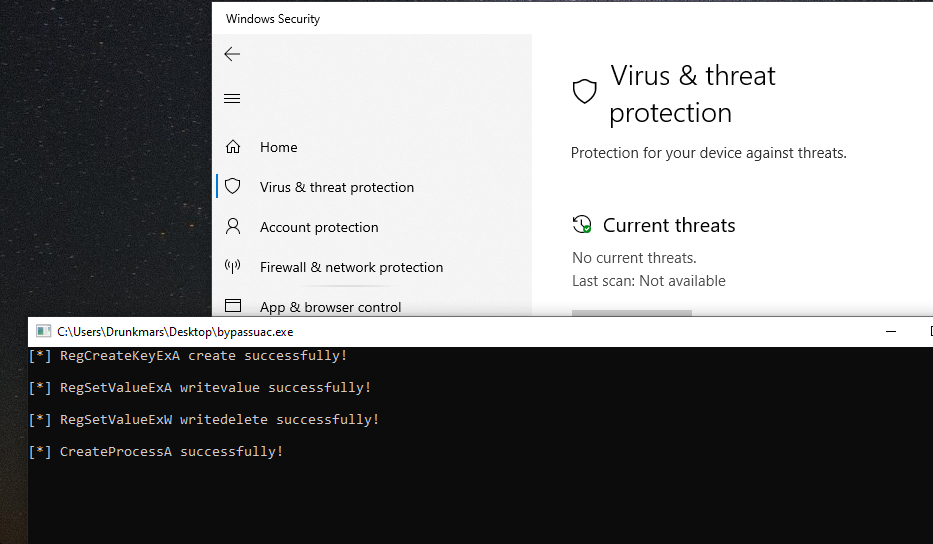 Windows Security
Home
Virus & threat protection
Account protection
Firewall & network protection
App & browser control
Virus & threat
protection
Protection for your device against threats.
Current threats
No current threats.
Last scan: Not available
C:\Users\Drunkmars\Desktop\bypassuac.exe
[*] RegCreateKeyExA create successfully!
[*] RegSetValueExA writevalue successfully!
[*] RegSetValueExW writedelete successfully!
[*] CreateProcessA successfully!